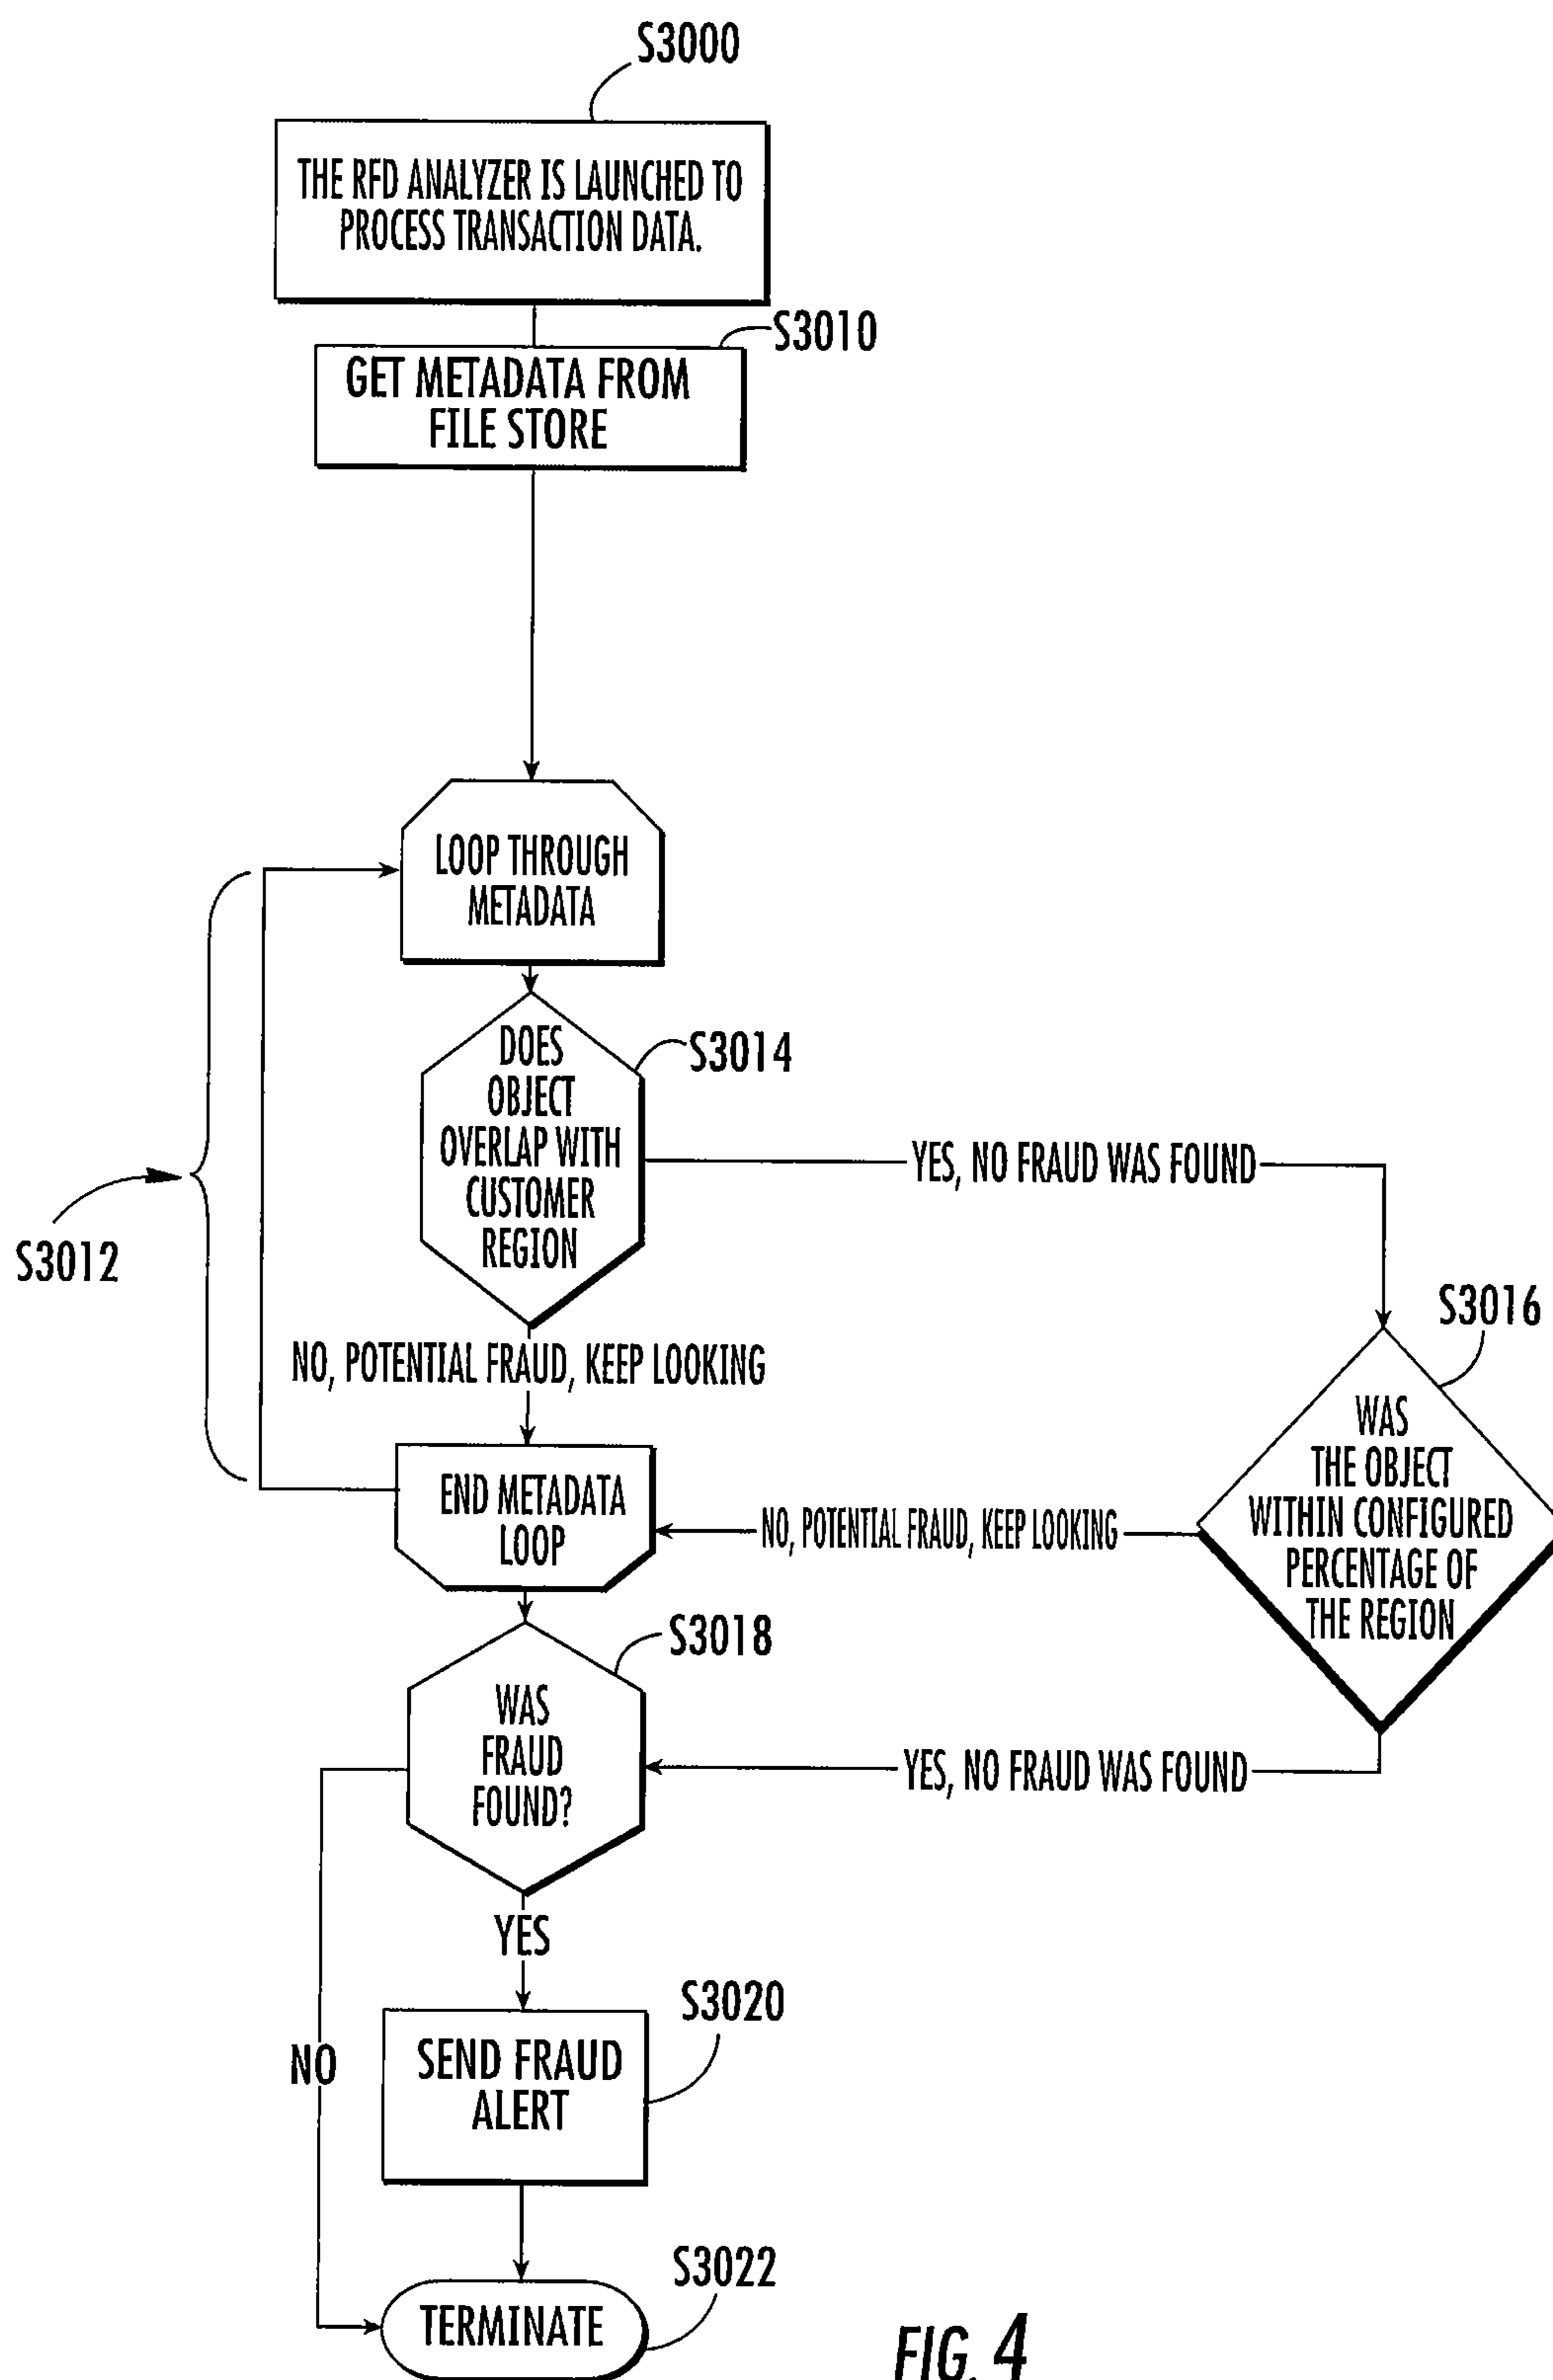 S3000
THE RFD ANALYZER IS LAUNCHED TO
PROCESS TRANSACTION DATA.
S3010
GET METADATA FROM
FILE STORE
LOOP THROUGH
METADATA
S3012
S3014
DOES
OBJECT
OVERLAP WITH
CUSTOMER
REGION
YES, NO FRAUD WAS FOUND
NO, POTENTIAL FRAUD, KEEP LOOKING
S3016
WAS
THE OBJECT
WITHIN CONFIGURED
PERCENTAGE OF
THE REGION
NO, POTENTIAL FRAUD, KEEP LOOKING
END METADATA
LOOP
S3018
WAS
FRAUD
FOUND?
YES, NO FRAUD WAS FOUND
YES
NO
S3020
SEND FRAUD
ALERT
S3022
TERMINATE
FIG. 4